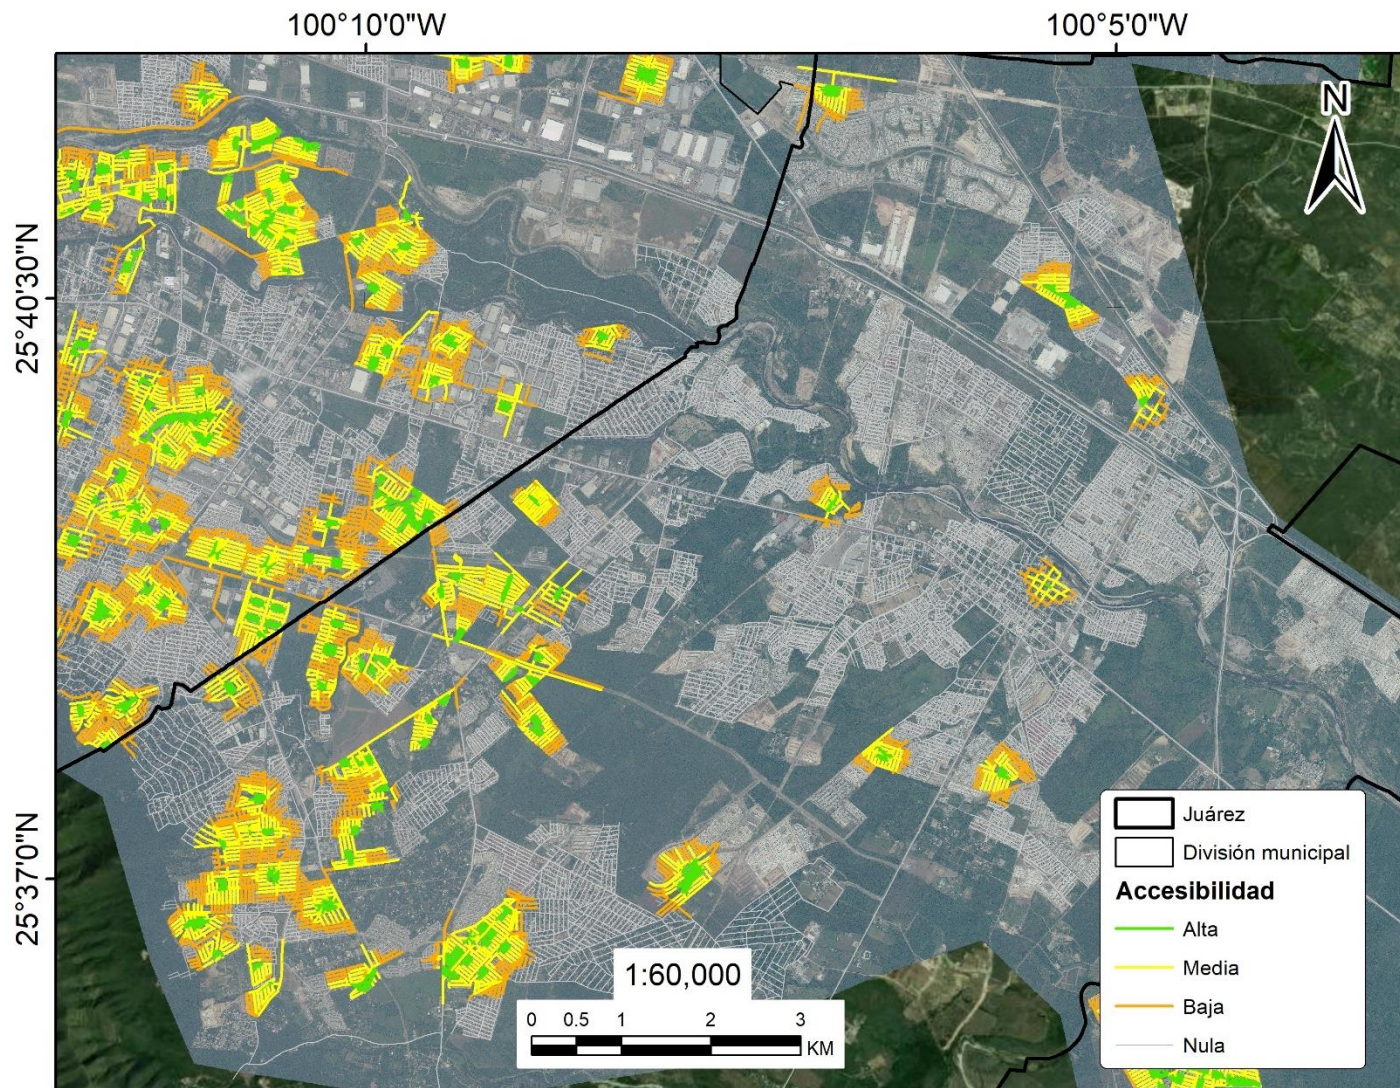 100°10'0"W
100°5'0"W
N
25°40'30"N
25°37'0"N
Juárez
División municipal
Accesibilidad
Alta
Media
Baja
Nula
1:60,000
0 0.5 1 2 3
KM